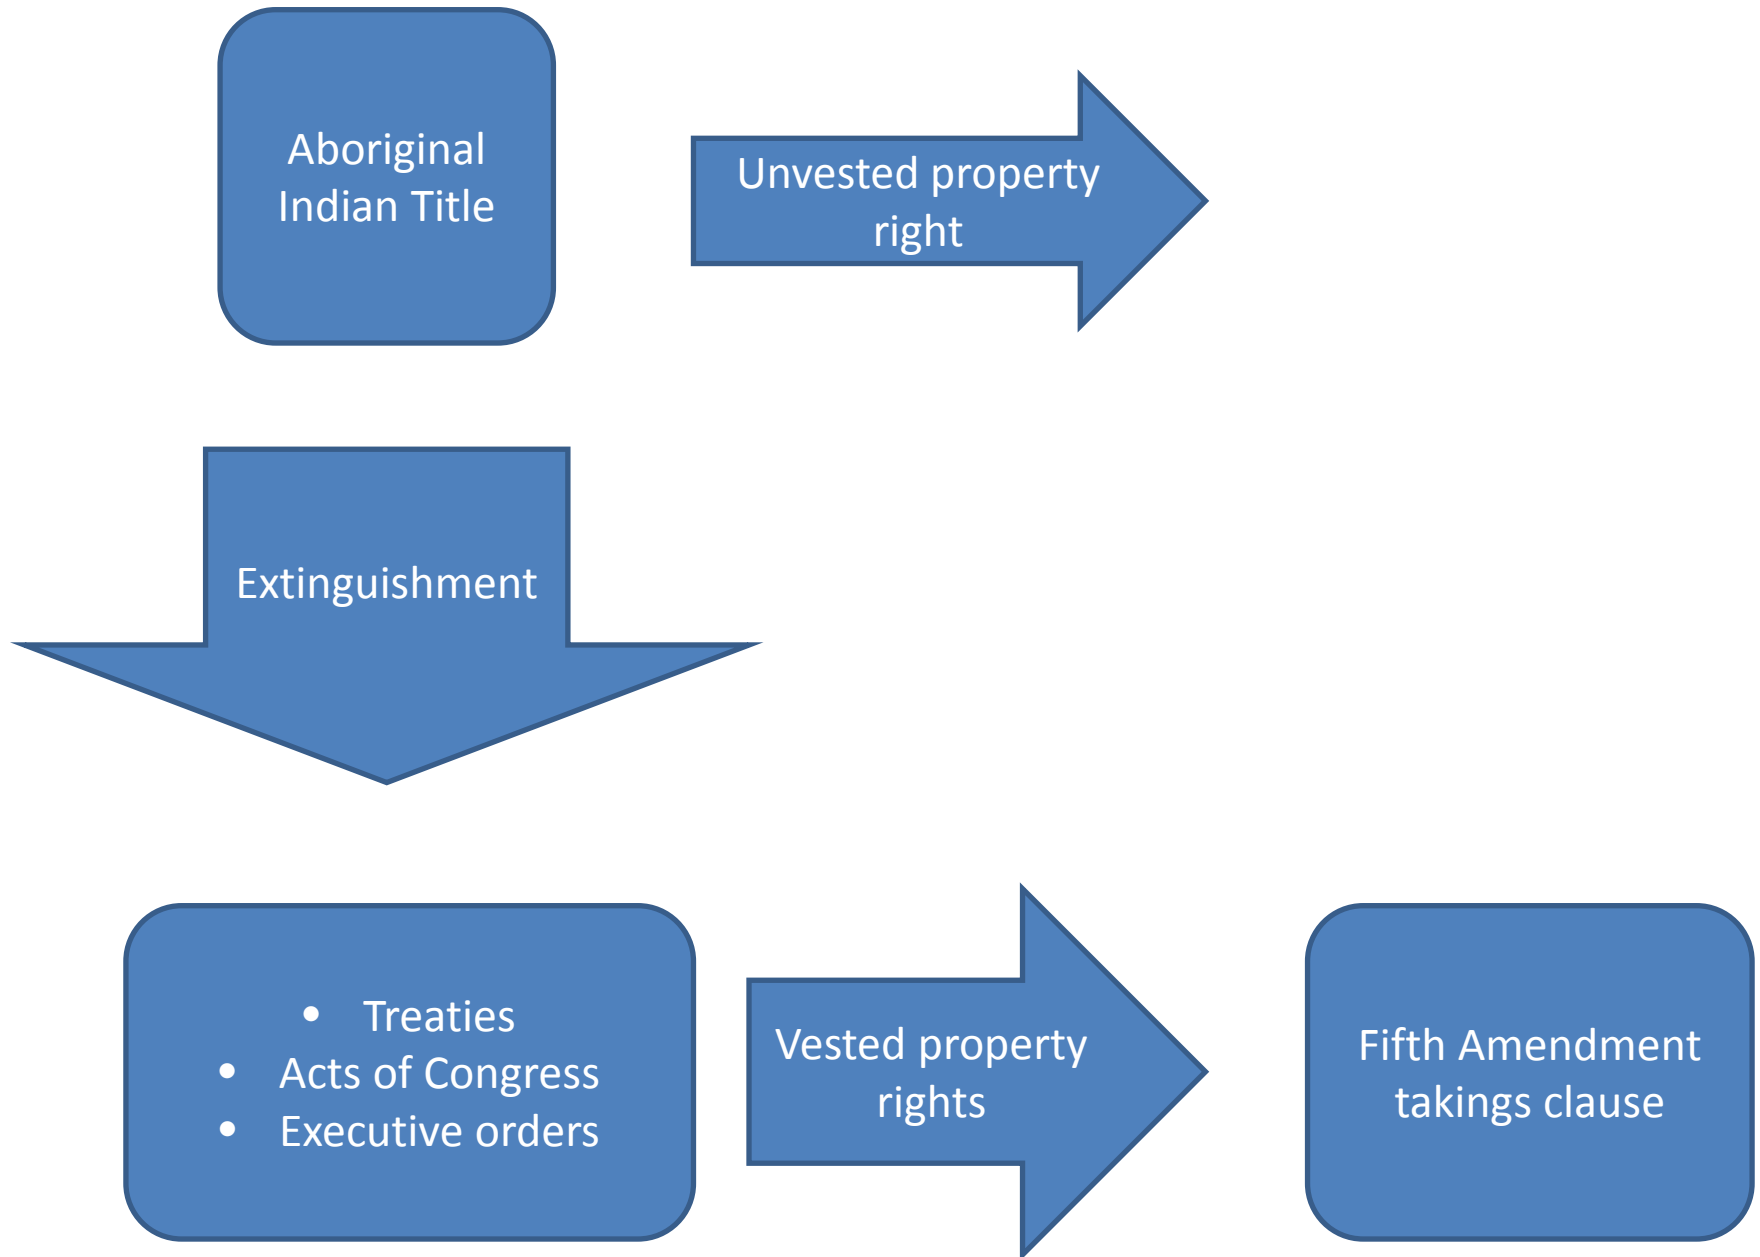 Aboriginal
Indian Title
Unvested property
right
Extinguishment
• Treaties
• Acts of Congress
• Executive orders
Vested property
rights
Fifth Amendment
takings clause